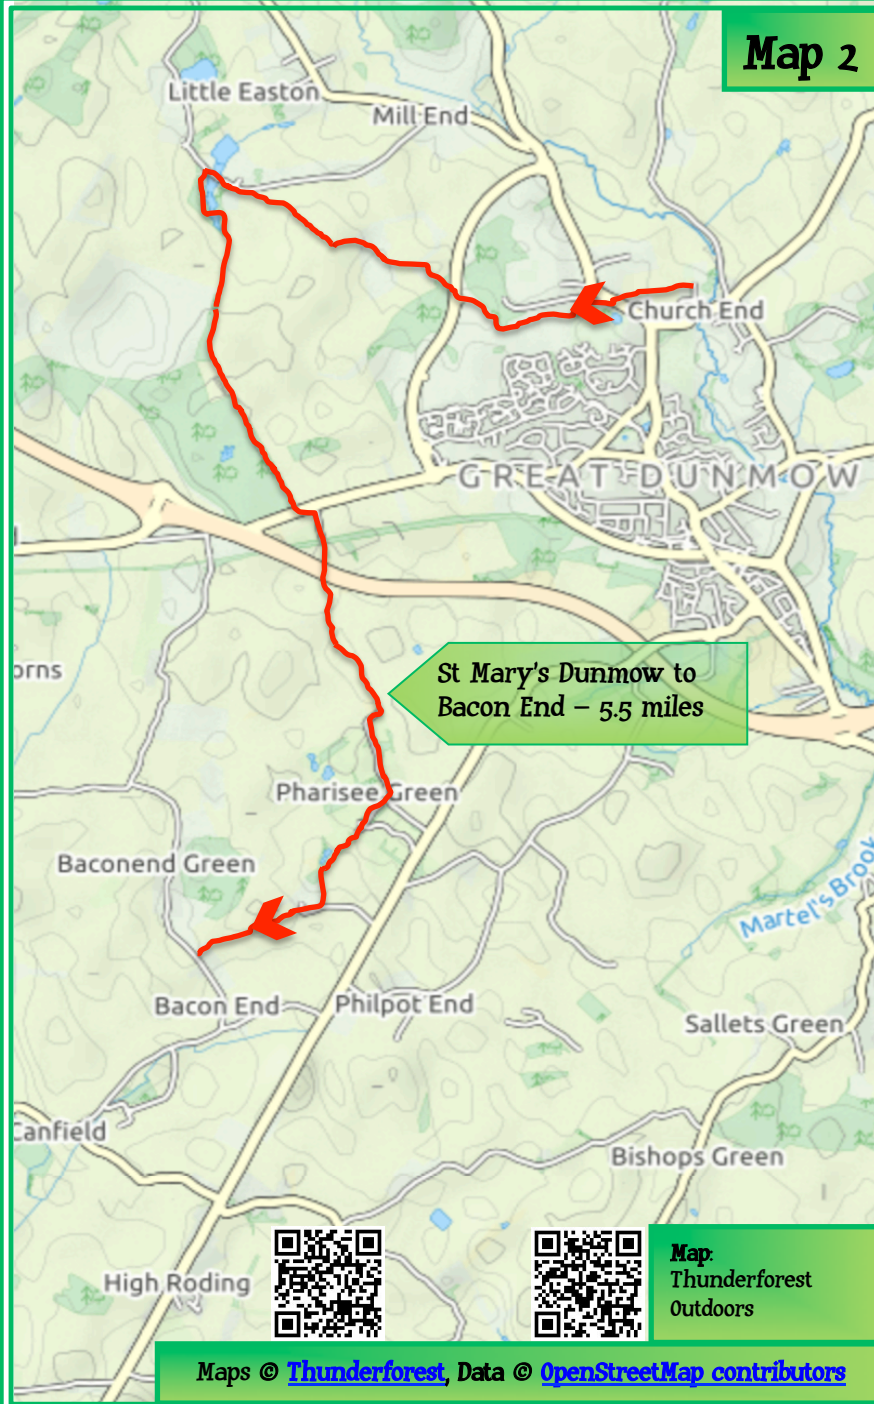 Map 2
Little Easton
Mill End
Church End
GREAT DUNMOW
orns
St Mary's Dunmow to
Bacon End – 5.5 miles
Pharisee Green
Baconend Green
Martel's Brook
Bacon End
Philpot End
Sallets Green
Canfield
Bishops Green
High Roding
Map:
Thunderforest
Outdoors
Maps © Thunderforest, Data © OpenStreetMap contributors